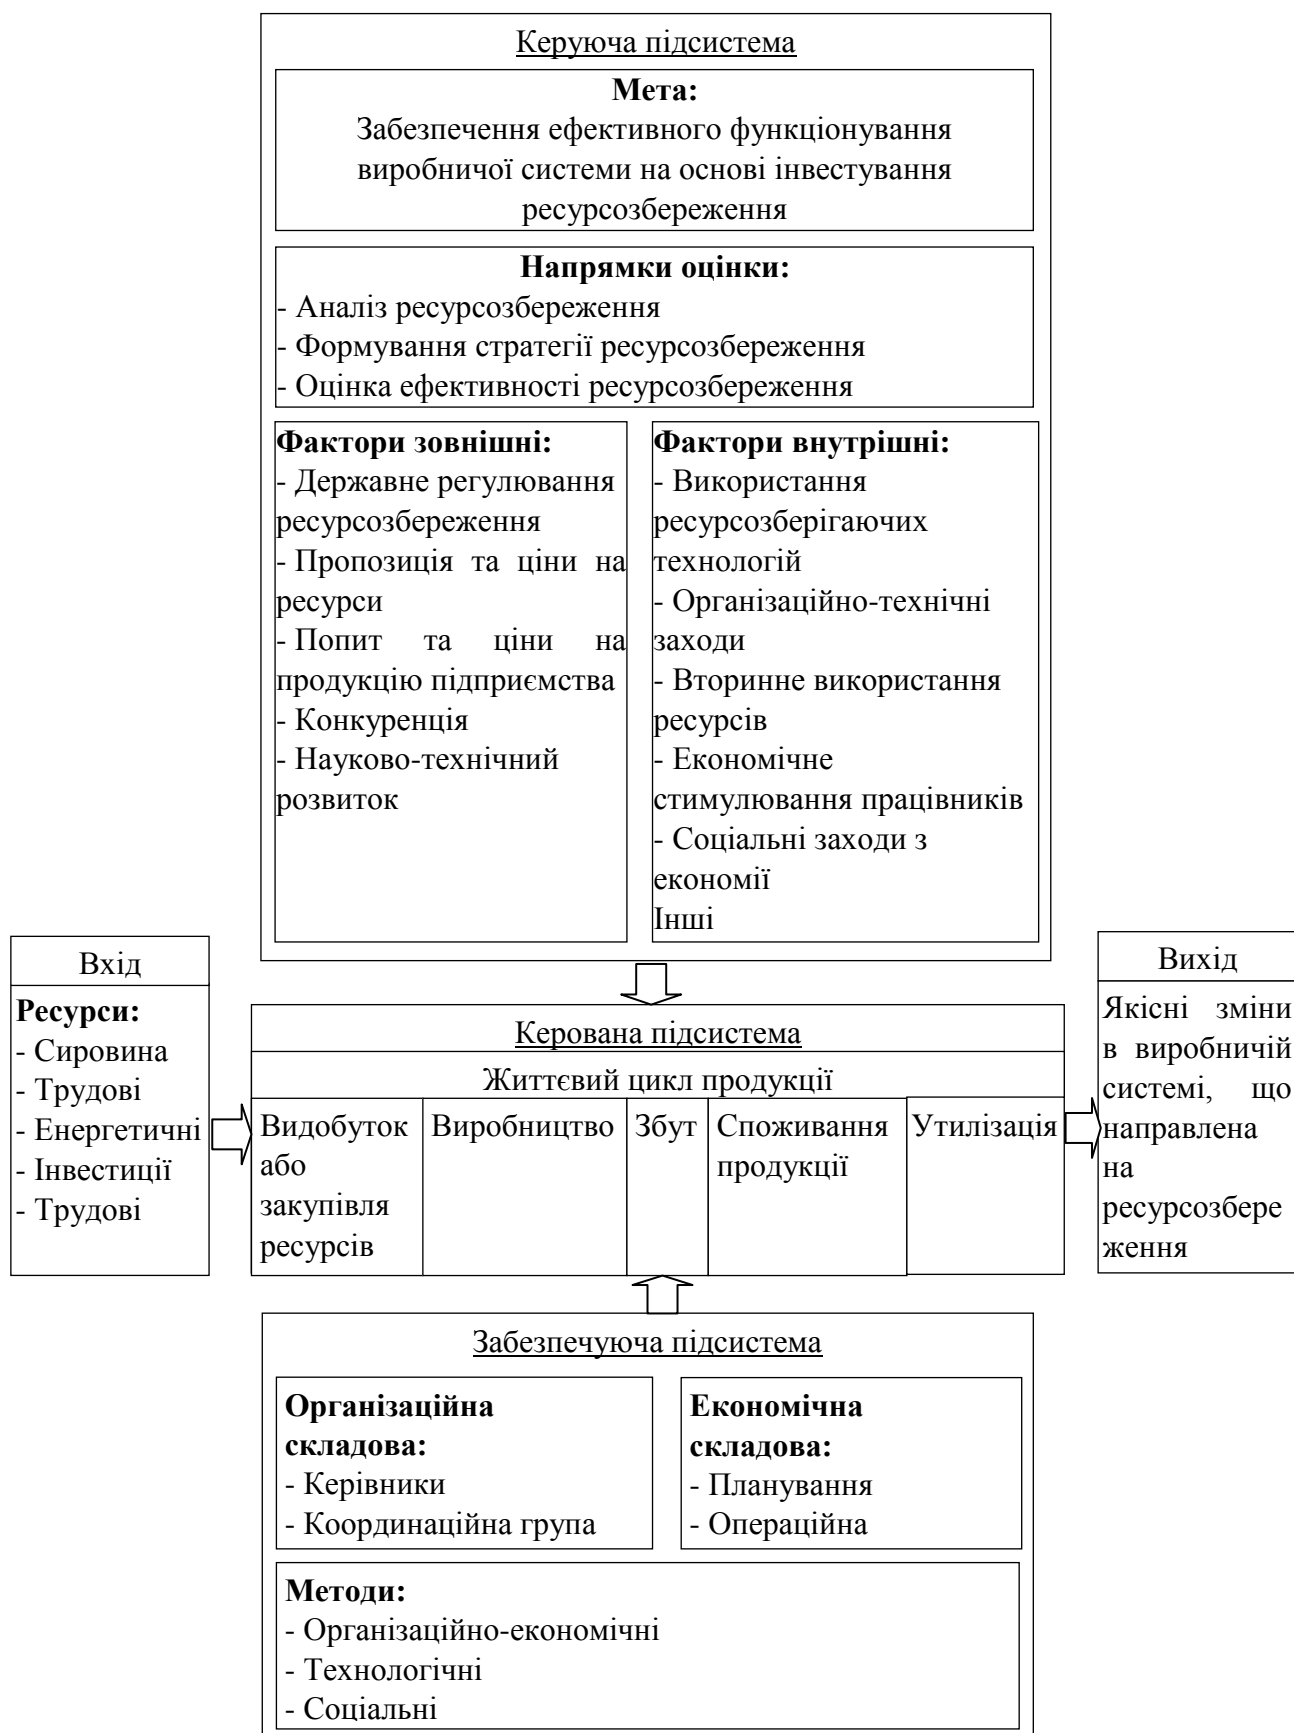 Керуюча підсистема
Мета:
Забезпечення ефективного функціонування
виробничої системи на основі інвестування
ресурсозбереження
Напрямки оцінки:
- Аналіз ресурсозбереження
- Формування стратегії ресурсозбереження
- Оцінка ефективності ресурсозбереження
Фактори зовнішні:
- Державне регулювання
ресурсозбереження
- Пропозиція та ціни на
ресурси
- Попит та ціни на
продукцію підприємства
- Конкуренція
- Науково-технічний
розвиток
Фактори внутрішні:
- Використання
ресурсозберігаючих
технологій
- Організаційно-технічні
заходи
- Вторинне використання
ресурсів
- Економічне
стимулювання працівників
- Соціальні заходи з
економії
Інші
Вхід
Ресурси:
- Сировина
- Трудові
- Енергетичні
- Інвестиції
- Трудові
Керована підсистема
Життєвий цикл продукції
Видобуток
або
закупівля
ресурсів
Виробництво
Збут
Споживання
продукції
Утилізація
Вихід
Якісні зміни
в виробничій
системі, що
направлена
на
ресурсозбере
ження
Забезпечуюча підсистема
Організаційна
складова:
- Керівники
- Координаційна група
Економічна
складова:
- Планування
- Операційна
Методи:
- Організаційно-економічні
- Технологічні
- Соціальні